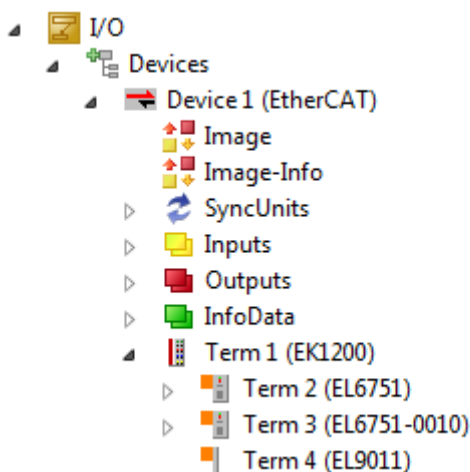 I/O
Devices
Device 1 (EtherCAT)
Image
Image-Info
SyncUnits
Inputs
Outputs
InfoData
Term 1 (EK1200)
Term 2 (EL6751)
Term 3 (EL6751-0010)
Term 4 (EL9011)